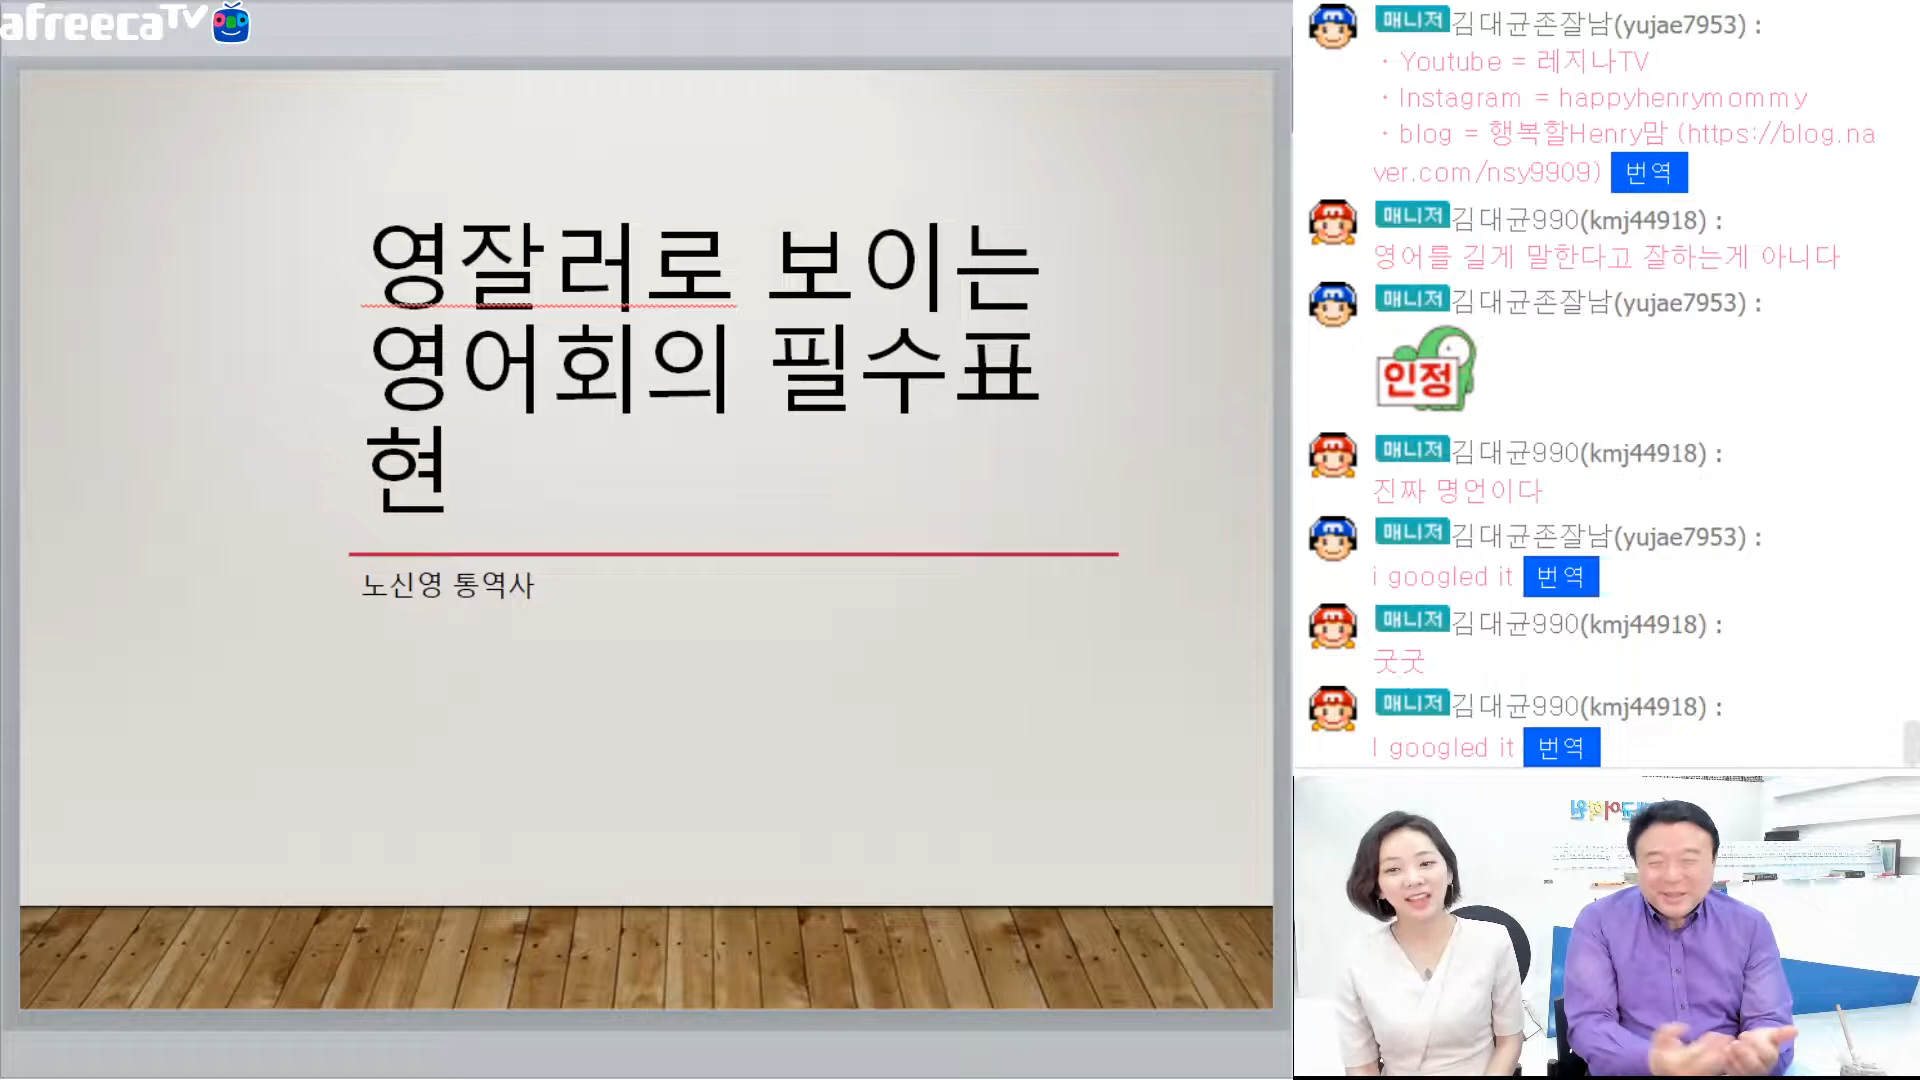 afreecaTV
영잘러로 보이는
영어회의 필수표
현
노신영 통역사
매니저 김대균존잘남(yujae7953) :
· Youtube = 레지나TV
· Instagram = happyhenrymommy
· blog = 행복할Henry맘 (https://blog.na
ver.com/nsy9909) 번역
매니저 김대균990(kmj44918) :
영어를 길게 말한다고 잘하는게 아니다
매니저 김대균존잘남(yujae7953) :
인정
매니저 김대균990(kmj44918) :
진짜 명언이다
매니저 김대균존잘남(yujae7953) :
i googled it 번역
매니저 김대균990(kmj44918) :
굿굿
매니저 김대균990(kmj44918) :
I googled it 번역